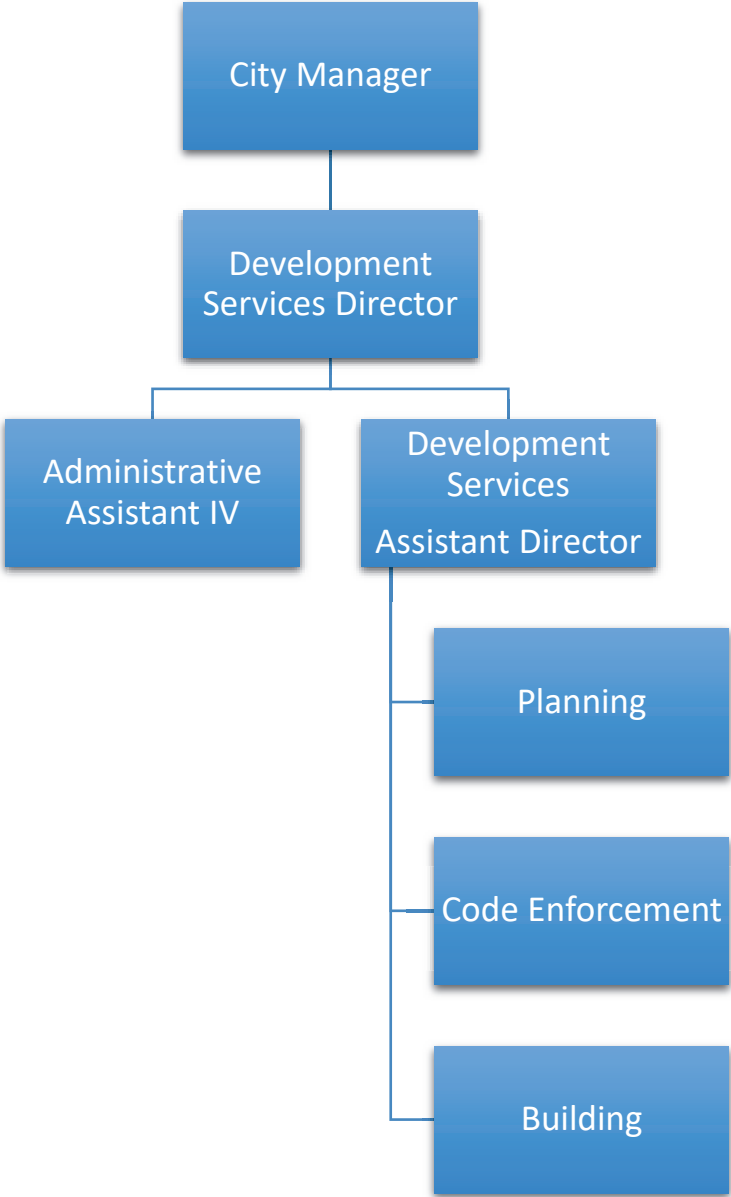 City Manager
Development
Services Director
Administrative
Assistant IV
Development
Services
Assistant Director
Planning
Code Enforcement
Building